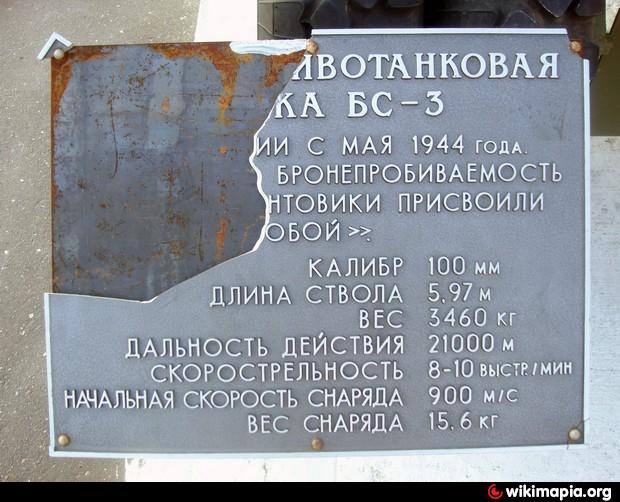 ИВОТАНКОВАЯ
КА БС-3
ИИ С МАЯ 1944 ГОДА.
БРОНЕПРОБИВАЕМОСТЬ
НТОВИКИ ПРИСВОИЛИ
ОБОЙ».
КАЛИБР 100 ММ
ДЛИНА СТВОЛА 5,97 М
ВЕС 3460 КГ
ДАЛЬНОСТЬ ДЕЙСТВИЯ 21000 М
СКОРОСТРЕЛЬНОСТЬ 8-10 ВЫСТР./МИН
НАЧАЛЬНАЯ СКОРОСТЬ СНАРЯДА 900 М/С
ВЕС СНАРЯДА 15,6 КГ
wikimapia.org